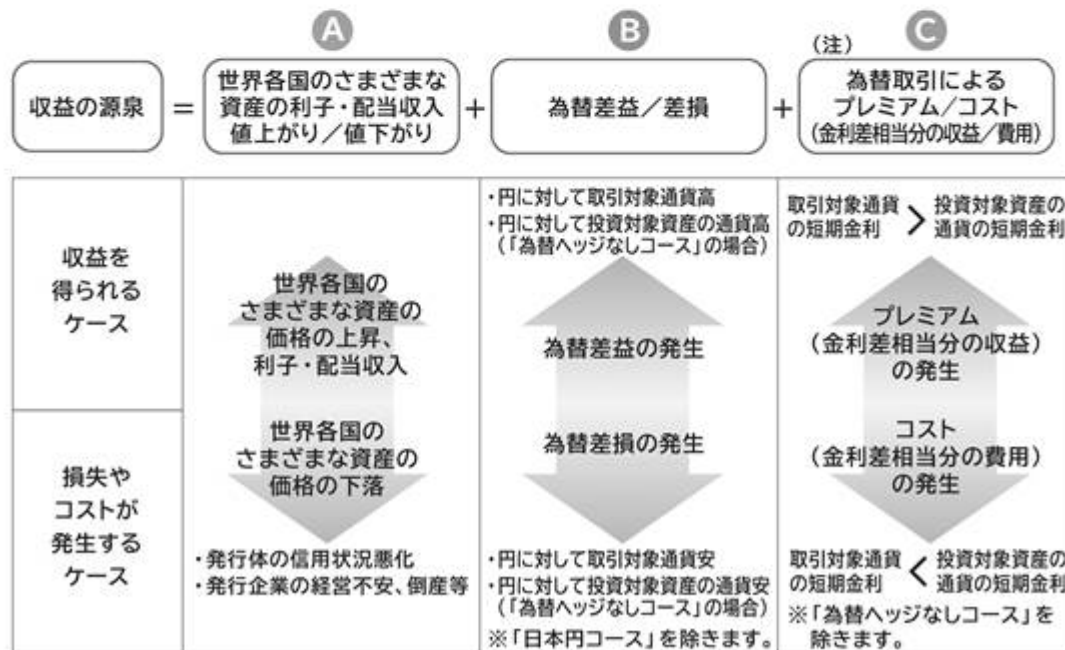 A
B
C
(注)
収益の源泉
=
世界各国のさまざまな
資産の利子・配当収入
値上がり/値下がり
+
為替差益/差損
+
為替取引による
プレミアム/コスト
(金利差相当分の収益/費用)
収益を
得られる
ケース
世界各国の
さまざまな資産の
価格の上昇、
利子・配当収入
・円に対して取引対象通貨高
・円に対して投資対象資産の通貨高
(「為替ヘッジなしコース」の場合)
為替差益の発生
取引対象通貨
の短期金利
>
投資対象資産の
通貨の短期金利
プレミアム
(金利差相当分の収益)
の発生
損失や
コストが
発生する
ケース
世界各国の
さまざまな資産の
価格の下落
・発行体の信用状況悪化
・発行企業の経営不安、倒産等
為替差損の発生
・円に対して取引対象通貨安
・円に対して投資対象資産の通貨安
(「為替ヘッジなしコース」の場合)
※「日本円コース」を除きます。
コスト
(金利差相当分の費用)
の発生
取引対象通貨
の短期金利
<
投資対象資産の
通貨の短期金利
※「為替ヘッジなしコース」を
除きます。